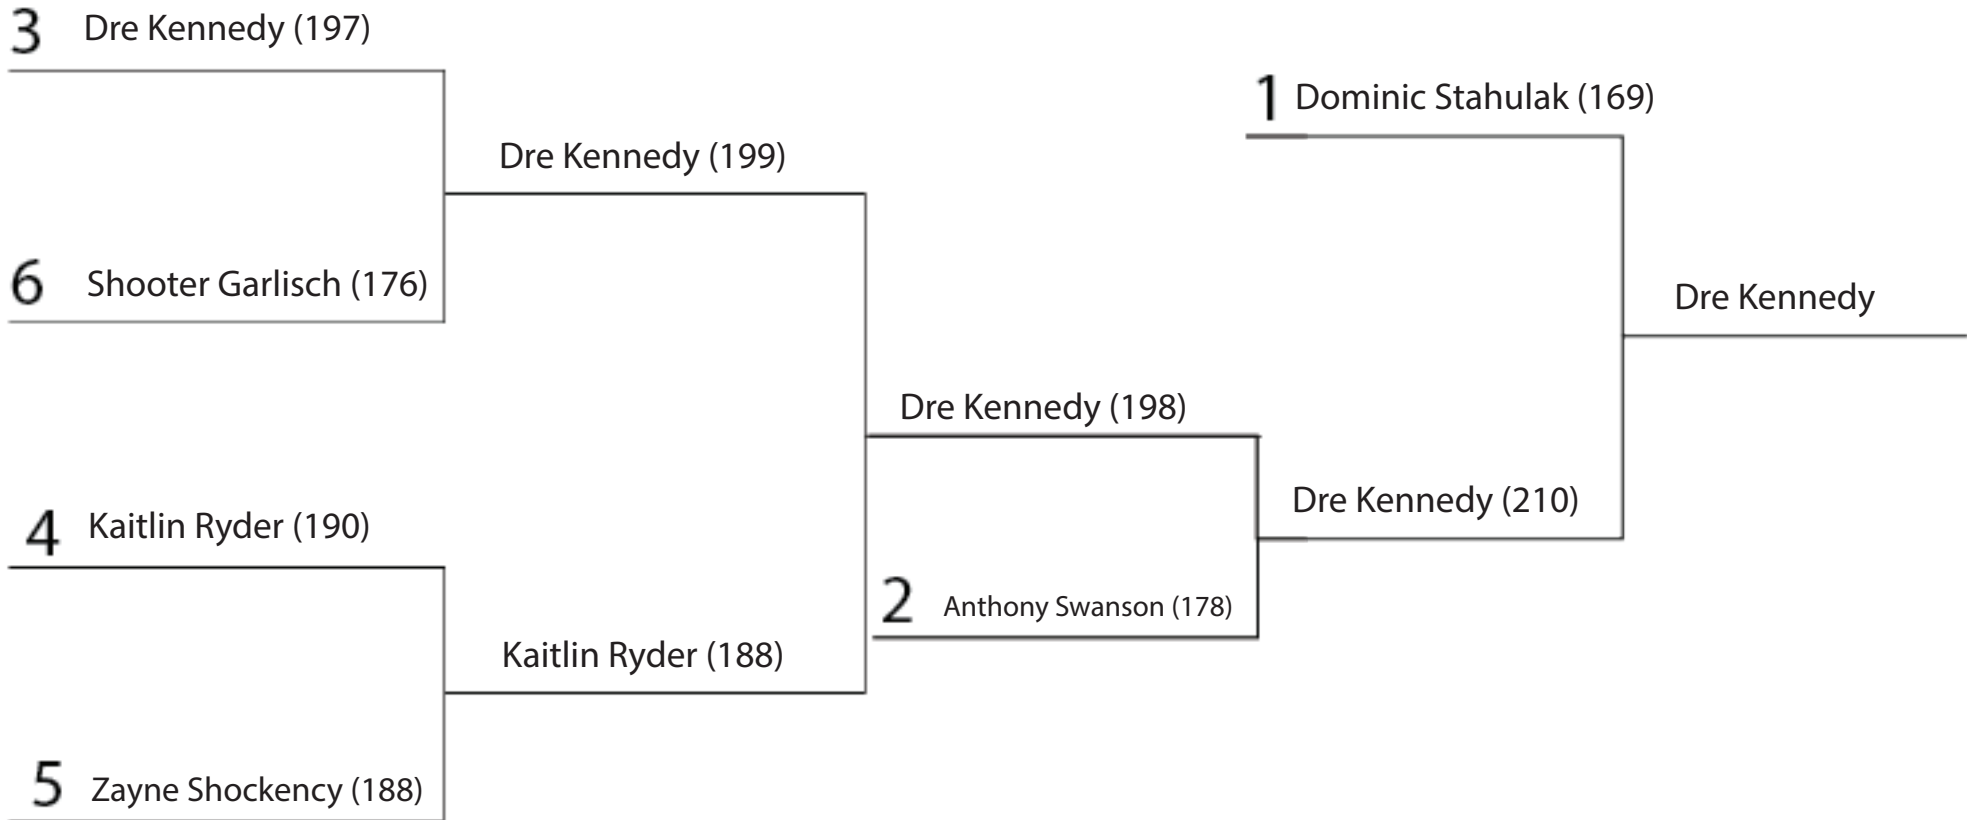 3 Dre Kennedy (197)
1 Dominic Stahulak (169)
Dre Kennedy (199)
6 Shooter Garlisch (176)
Dre Kennedy
Dre Kennedy (198)
4 Kaitlin Ryder (190)
Dre Kennedy (210)
2 Anthony Swanson (178)
Kaitlin Ryder (188)
5 Zayne Shockency (188)